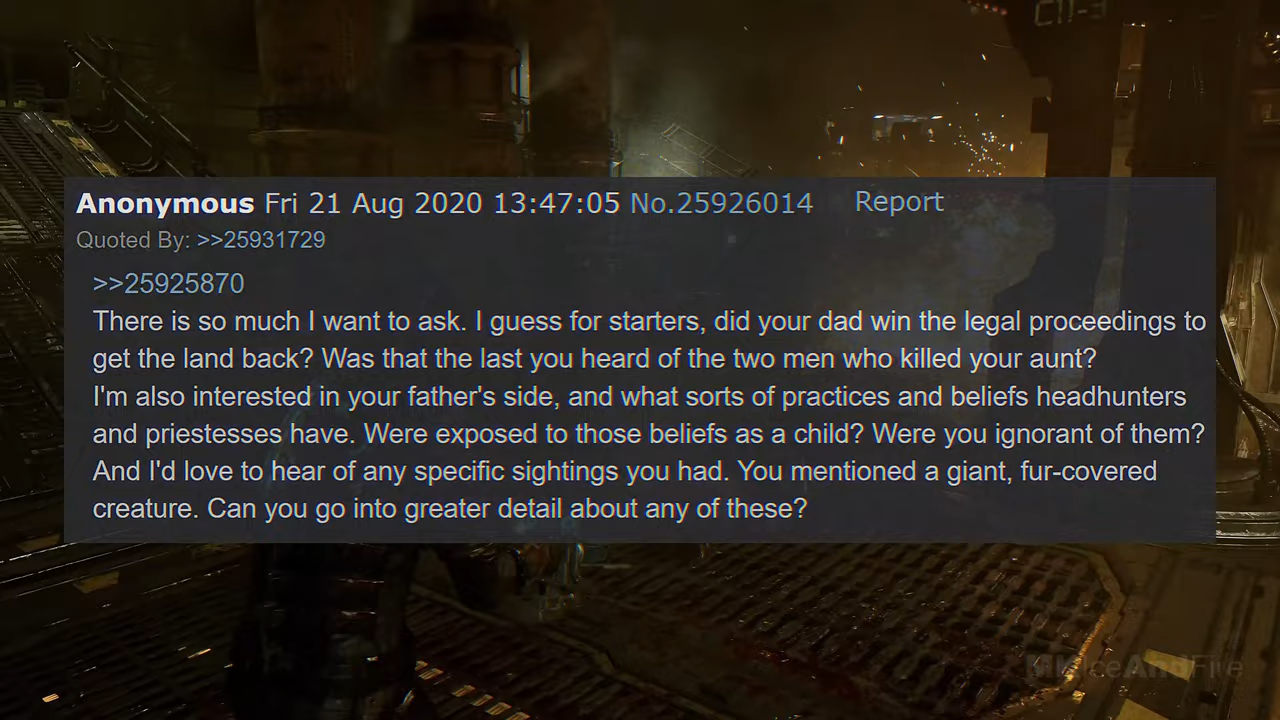 C11-3
Anonymous Fri 21 Aug 2020 13:47:05 No.25926014 Report
Quoted By: >>25931729
>>25925870
There is so much I want to ask. I guess for starters, did your dad win the legal proceedings to
get the land back? Was that the last you heard of the two men who killed your aunt?
I'm also interested in your father's side, and what sorts of practices and beliefs headhunters
and priestesses have. Were exposed to those beliefs as a child? Were you ignorant of them?
And I'd love to hear of any specific sightings you had. You mentioned a giant, fur-covered
creature. Can you go into greater detail about any of these?
MKIceAndFire